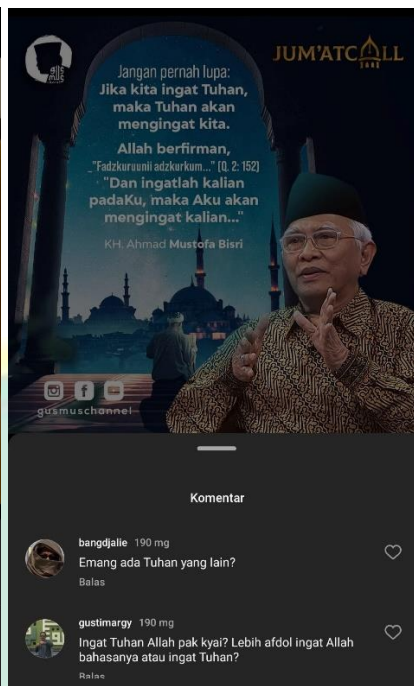 gus
mus
JUM'ATCALL
Jangan pernah lupa:
Jika kita ingat Tuhan,
maka Tuhan akan
mengingat kita.
Allah berfirman,
"Fadzkuruunii adzkurkum..." (Q. 2: 152)
"Dan ingatlah kalian
padaKu, maka Aku akan
mengingat kalian..."
KH. Ahmad Mustofa Bisri
gusmuschannel
Komentar
bangdjalie 190 mg
Emang ada Tuhan yang lain?
Balas
gustimargy 190 mg
Ingat Tuhan Allah pak kyai? Lebih afdol ingat Allah
bahasanya atau ingat Tuhan?
Balas